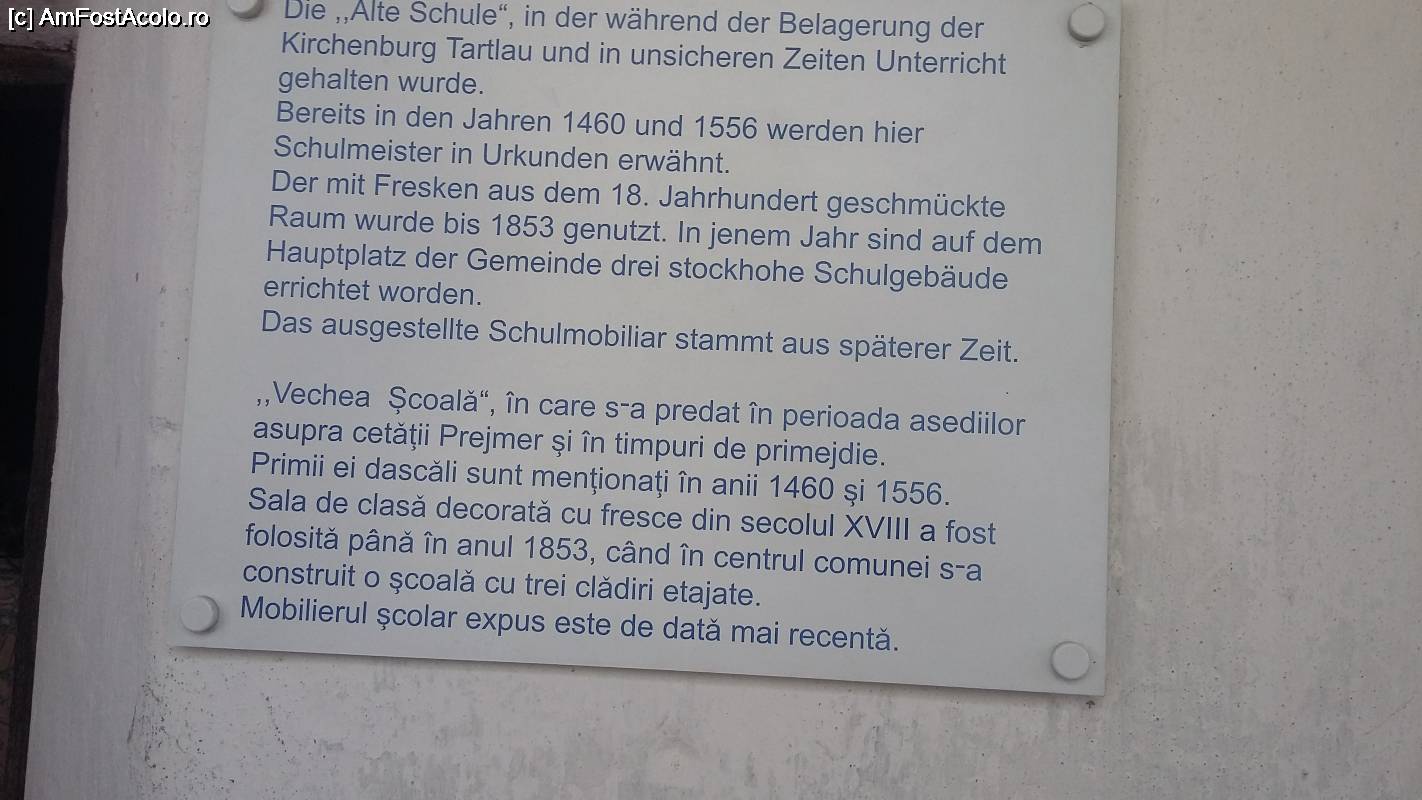 [c] AmFostAcolo.ro
Die ,,Alte Schule“, in der während der Belagerung der
Kirchenburg Tartlau und in unsicheren Zeiten Unterricht
gehalten wurde.
Bereits in den Jahren 1460 und 1556 werden hier
Schulmeister in Urkunden erwähnt.
Der mit Fresken aus dem 18. Jahrhundert geschmückte
Raum wurde bis 1853 genutzt. In jenem Jahr sind auf dem
Hauptplatz der Gemeinde drei stockhohe Schulgebäude
errichtet worden.
Das ausgestellte Schulmobiliar stammt aus späterer Zeit.
,,Vechea Şcoală“, în care s-a predat în perioada asediilor
asupra cetăţii Prejmer şi în timpuri de primejdie.
Primii ei dascăli sunt menţionaţi în anii 1460 şi 1556.
Sala de clasă decorată cu fresce din secolul XVIII a fost
folosită până în anul 1853, când în centrul comunei s-a
construit o şcoală cu trei clădiri etajate.
Mobilierul şcolar expus este de dată mai recentă.